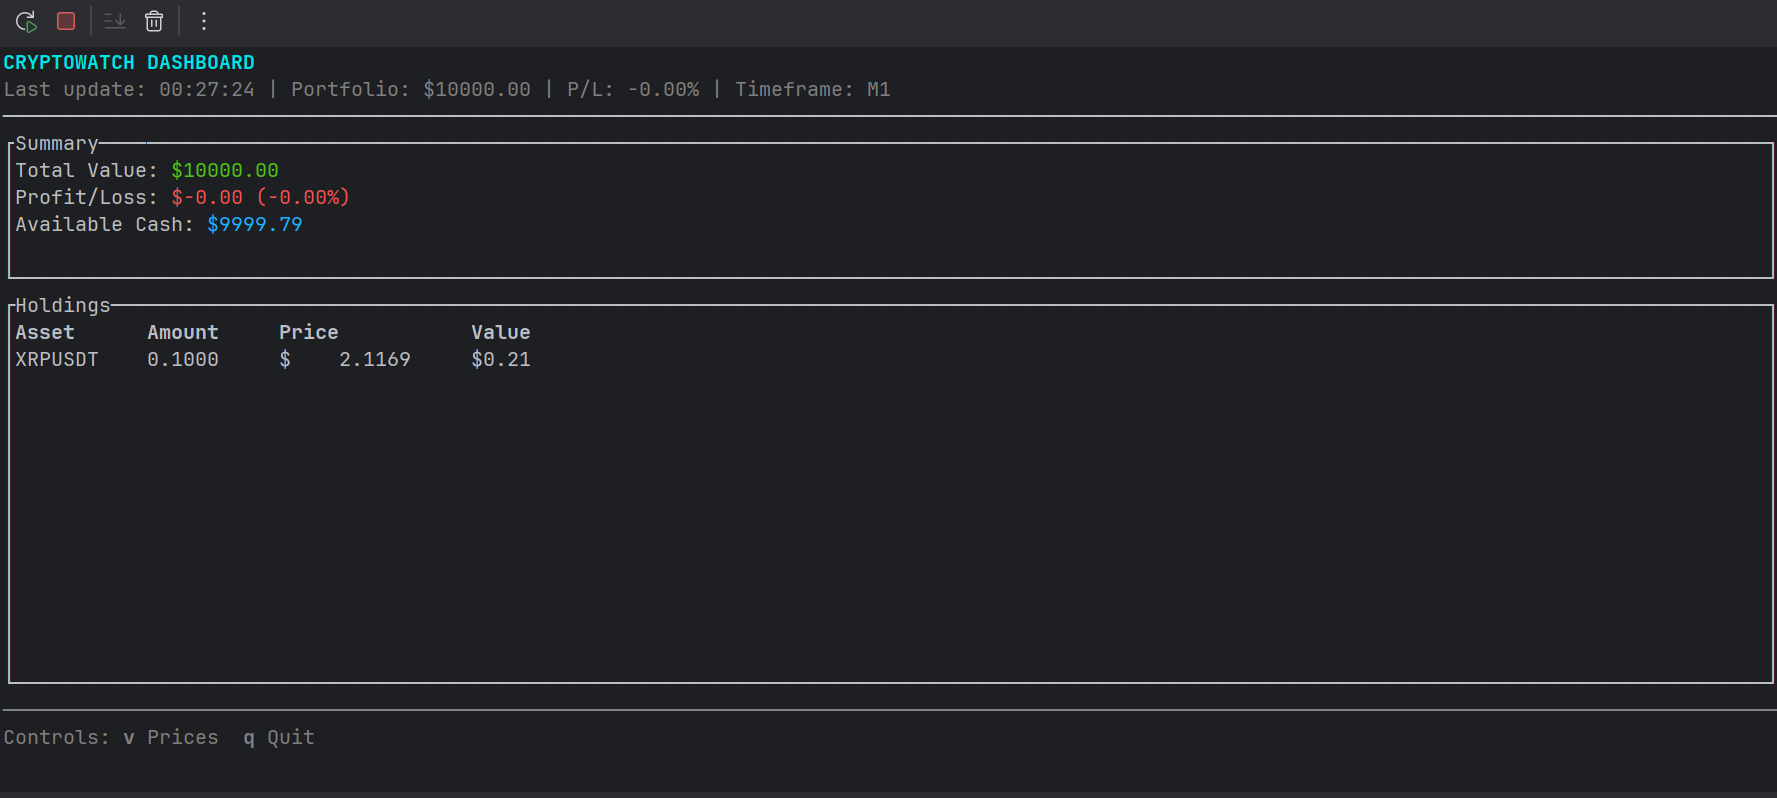 CRYPTOWATCH DASHBOARD
Last update: 00:27:24 | Portfolio: $10000.00 | P/L: -0.00% | Timeframe: M1
Summary
Total Value: $10000.00
Profit/Loss: $-0.00 (-0.00%)
Available Cash: $9999.79
Holdings
Asset Amount Price Value
XRPUSDT 0.1000 $ 2.1169 $0.21
Controls: v Prices q Quit